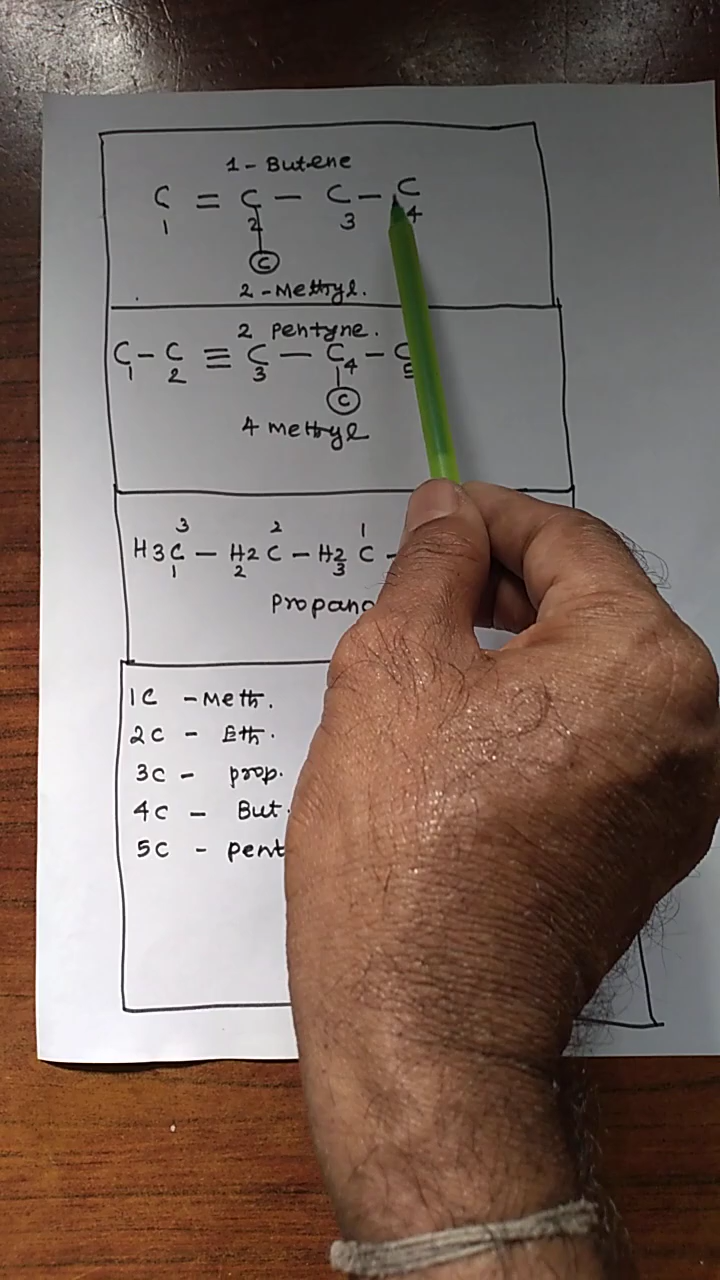 1 - Butene
C = C - C - C
1 2 3 4
C
2 - Methyl.
2 Pentyne.
C - C ≡ C - C - C
1 2 3 4 5
C
4 methyl
3 2 1
H3C - H2C - H2C -
1 2 3
1C - Meth.
2C - Eth.
3C - prop.
4C - But.
5C - pent